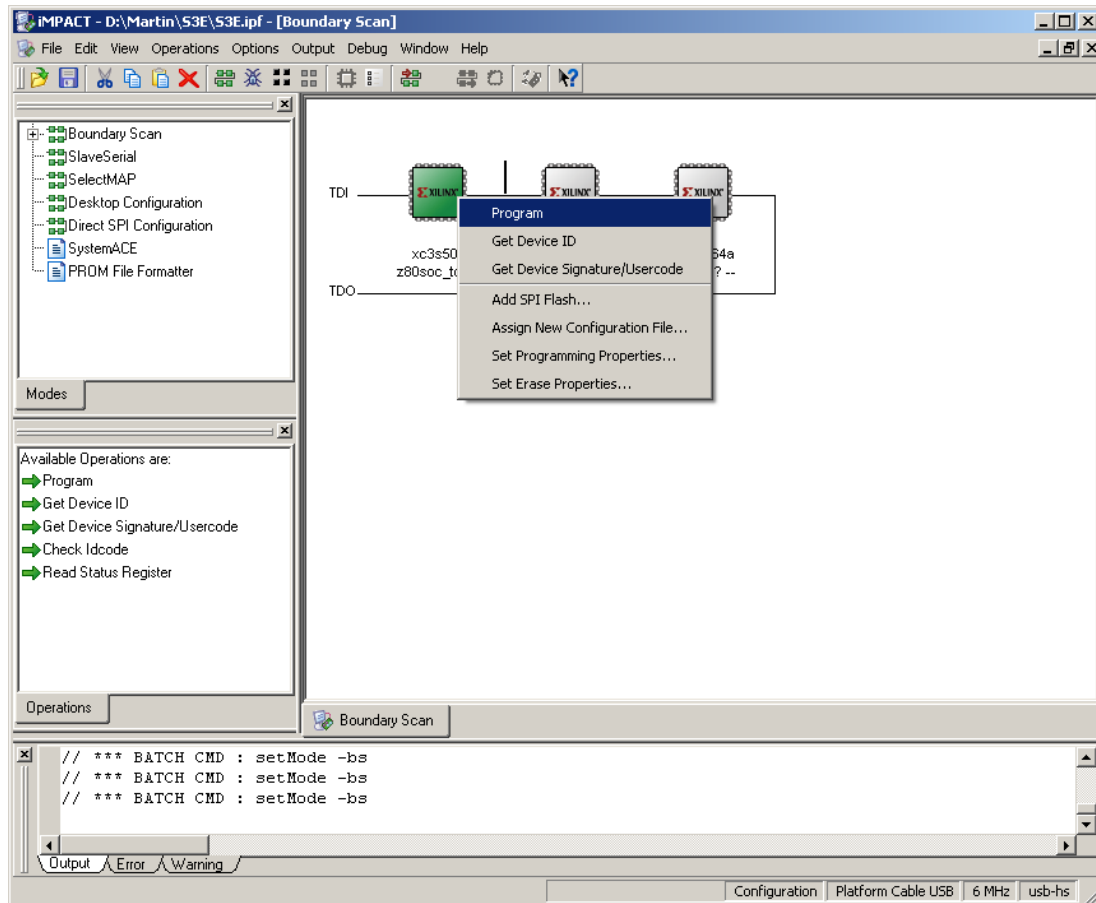 iMPACT - D:\Martin\S3E\S3E.ipf - [Boundary Scan]
File Edit View Operations Options Output Debug Window Help
Boundary Scan
SlaveSerial
SelectMAP
Desktop Configuration
Direct SPI Configuration
SystemACE
PROM File Formatter
Modes
Available Operations are:
Program
Get Device ID
Get Device Signature/Usercode
Check Idcode
Read Status Register
Operations
TDI
XILINX
XILINX
XILINX
xc3s50
64a
z80soc_to
? --
TDO
Program
Get Device ID
Get Device Signature/Usercode
Add SPI Flash...
Assign New Configuration File...
Set Programming Properties...
Set Erase Properties...
Boundary Scan
// *** BATCH CMD : setMode -bs
// *** BATCH CMD : setMode -bs
// *** BATCH CMD : setMode -bs
Output Error Warning
Configuration Platform Cable USB 6 MHz usb-hs